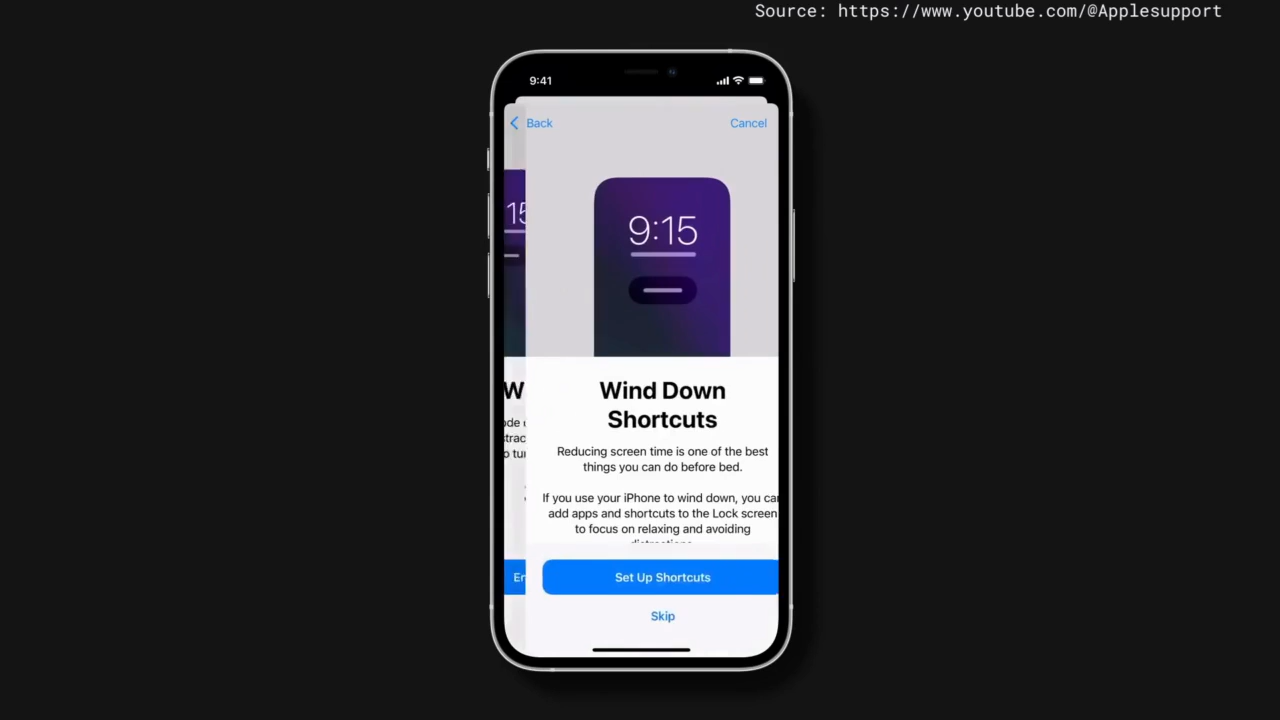 Source: https://www.youtube.com/@Applesupport
9:41
Back
Cancel
15
9:15
W
Wind Down
Shortcuts
Reducing screen time is one of the best
things you can do before bed.
If you use your iPhone to wind down, you can
add apps and shortcuts to the Lock screen
to focus on relaxing and avoiding
Set Up Shortcuts
Skip